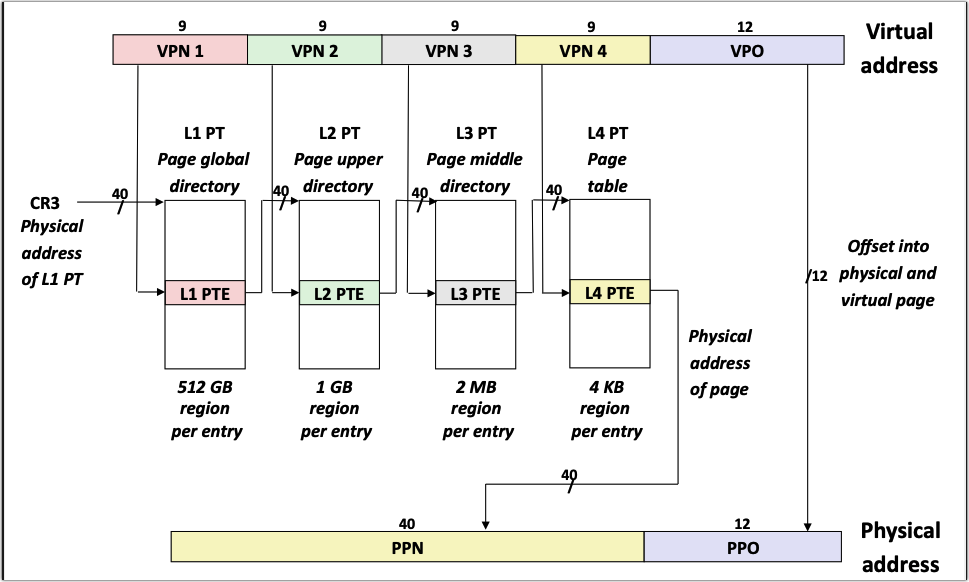 9 9 9 9 12
VPN 1 VPN 2 VPN 3 VPN 4 VPO
Virtual
address
L1 PT
Page global
directory
L2 PT
Page upper
directory
L3 PT
Page middle
directory
L4 PT
Page
table
CR3
Physical
address
of L1 PT
40
40
40
40
L1 PTE
L2 PTE
L3 PTE
L4 PTE
512 GB
region
per entry
1 GB
region
per entry
2 MB
region
per entry
4 KB
region
per entry
Physical
address
of page
/12
Offset into
physical and
virtual page
40
40 12
PPN PPO
Physical
address